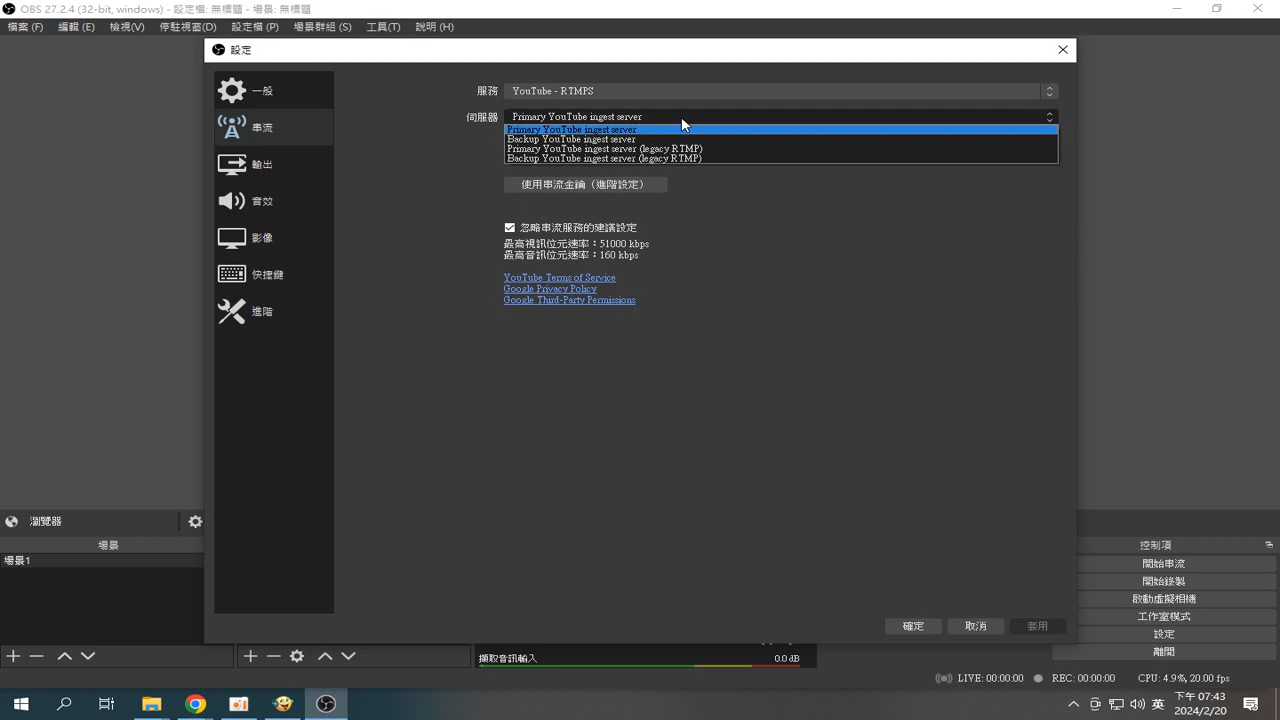 OBS 27.2.4 (32-bit, windows) - 設定檔: 無標題 - 場景: 無標題
檔案 (F) 編輯 (E) 檢視(V) 停駐視窗(D) 設定檔 (P) 場景群組 (S) 工具(T) 說明 (H)
設定
一般
串流
輸出
音效
影像
快捷鍵
進階
服務 YouTube - RTMPS
伺服器 Primary YouTube ingest server
Primary YouTube ingest server
Backup YouTube ingest server
Primary YouTube ingest server (legacy RTMP)
Backup YouTube ingest server (legacy RTMP)
使用串流金鑰（進階設定）
忽略串流服務的建議設定
最高視訊位元速率：51000 kbps
最高音訊位元速率：160 kbps
YouTube Terms of Service
Google Privacy Policy
Google Third-Party Permissions
確定 取消 套用
瀏覽器
場景
場景1
擷取音訊輸入 0.0 dB
控制項
開始串流
開始錄製
啟動虛擬相機
工作室模式
設定
離開
LIVE: 00:00:00 REC: 00:00:00 CPU: 4.9%, 20.00 fps
英
下午 07:43
2024/2/20